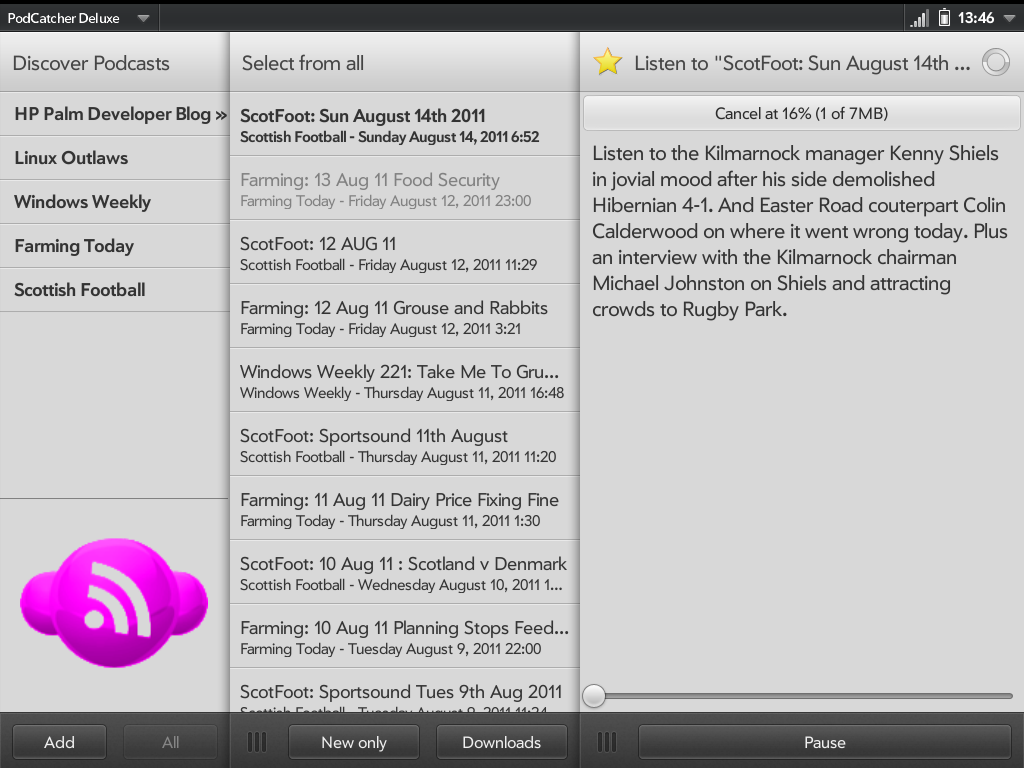 PodCatcher Deluxe
13:46
Discover Podcasts
HP Palm Developer Blog »
Linux Outlaws
Windows Weekly
Farming Today
Scottish Football
Add
All
Select from all
ScotFoot: Sun August 14th 2011
Scottish Football - Sunday August 14, 2011 6:52
Farming: 13 Aug 11 Food Security
Farming Today - Friday August 12, 2011 23:00
ScotFoot: 12 AUG 11
Scottish Football - Friday August 12, 2011 11:29
Farming: 12 Aug 11 Grouse and Rabbits
Farming Today - Friday August 12, 2011 3:21
Windows Weekly 221: Take Me To Gru...
Windows Weekly - Thursday August 11, 2011 16:48
ScotFoot: Sportsound 11th August
Scottish Football - Thursday August 11, 2011 11:20
Farming: 11 Aug 11 Dairy Price Fixing Fine
Farming Today - Thursday August 11, 2011 1:30
ScotFoot: 10 Aug 11 : Scotland v Denmark
Scottish Football - Wednesday August 10, 2011 1...
Farming: 10 Aug 11 Planning Stops Feed...
Farming Today - Tuesday August 9, 2011 22:00
ScotFoot: Sportsound Tues 9th Aug 2011
Scottish Football - Tuesday August 9, 2011 11:24
New only
Downloads
Listen to "ScotFoot: Sun August 14th ...
Cancel at 16% (1 of 7MB)
Listen to the Kilmarnock manager Kenny Shiels
in jovial mood after his side demolished
Hibernian 4-1. And Easter Road couterpart Colin
Calderwood on where it went wrong today. Plus
an interview with the Kilmarnock chairman
Michael Johnston on Shiels and attracting
crowds to Rugby Park.
Pause